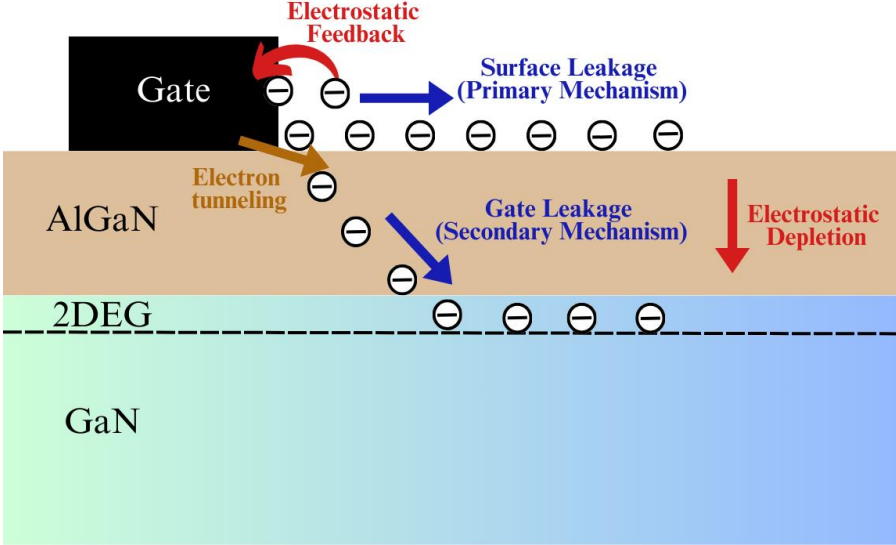 Electrostatic
Feedback
Gate
Surface Leakage
(Primary Mechanism)
Electron
tunneling
AlGaN
Gate Leakage
(Secondary Mechanism)
Electrostatic
Depletion
2DEG
GaN